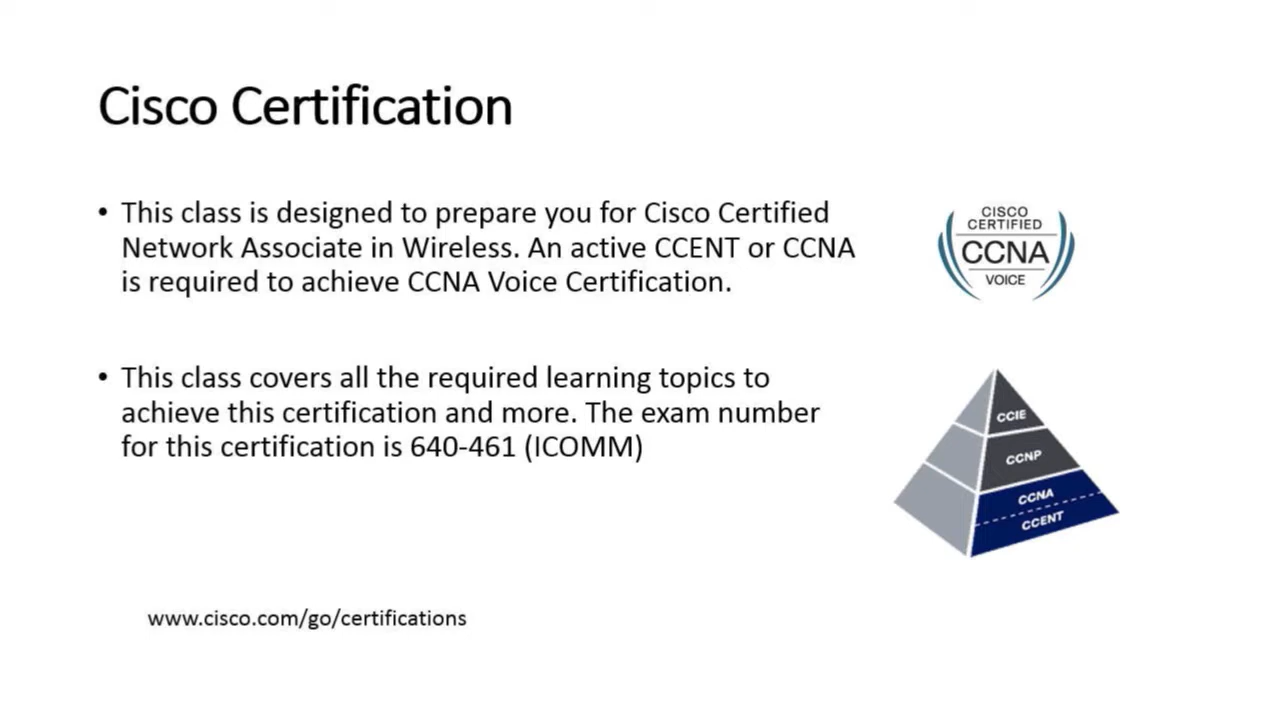 Cisco Certification
• This class is designed to prepare you for Cisco Certified
Network Associate in Wireless. An active CCENT or CCNA
is required to achieve CCNA Voice Certification.
CISCO
CERTIFIED
CCNA
VOICE
• This class covers all the required learning topics to
achieve this certification and more. The exam number
for this certification is 640-461 (ICOMM)
CCIE
CCNP
CCNA
CCENT
www.cisco.com/go/certifications